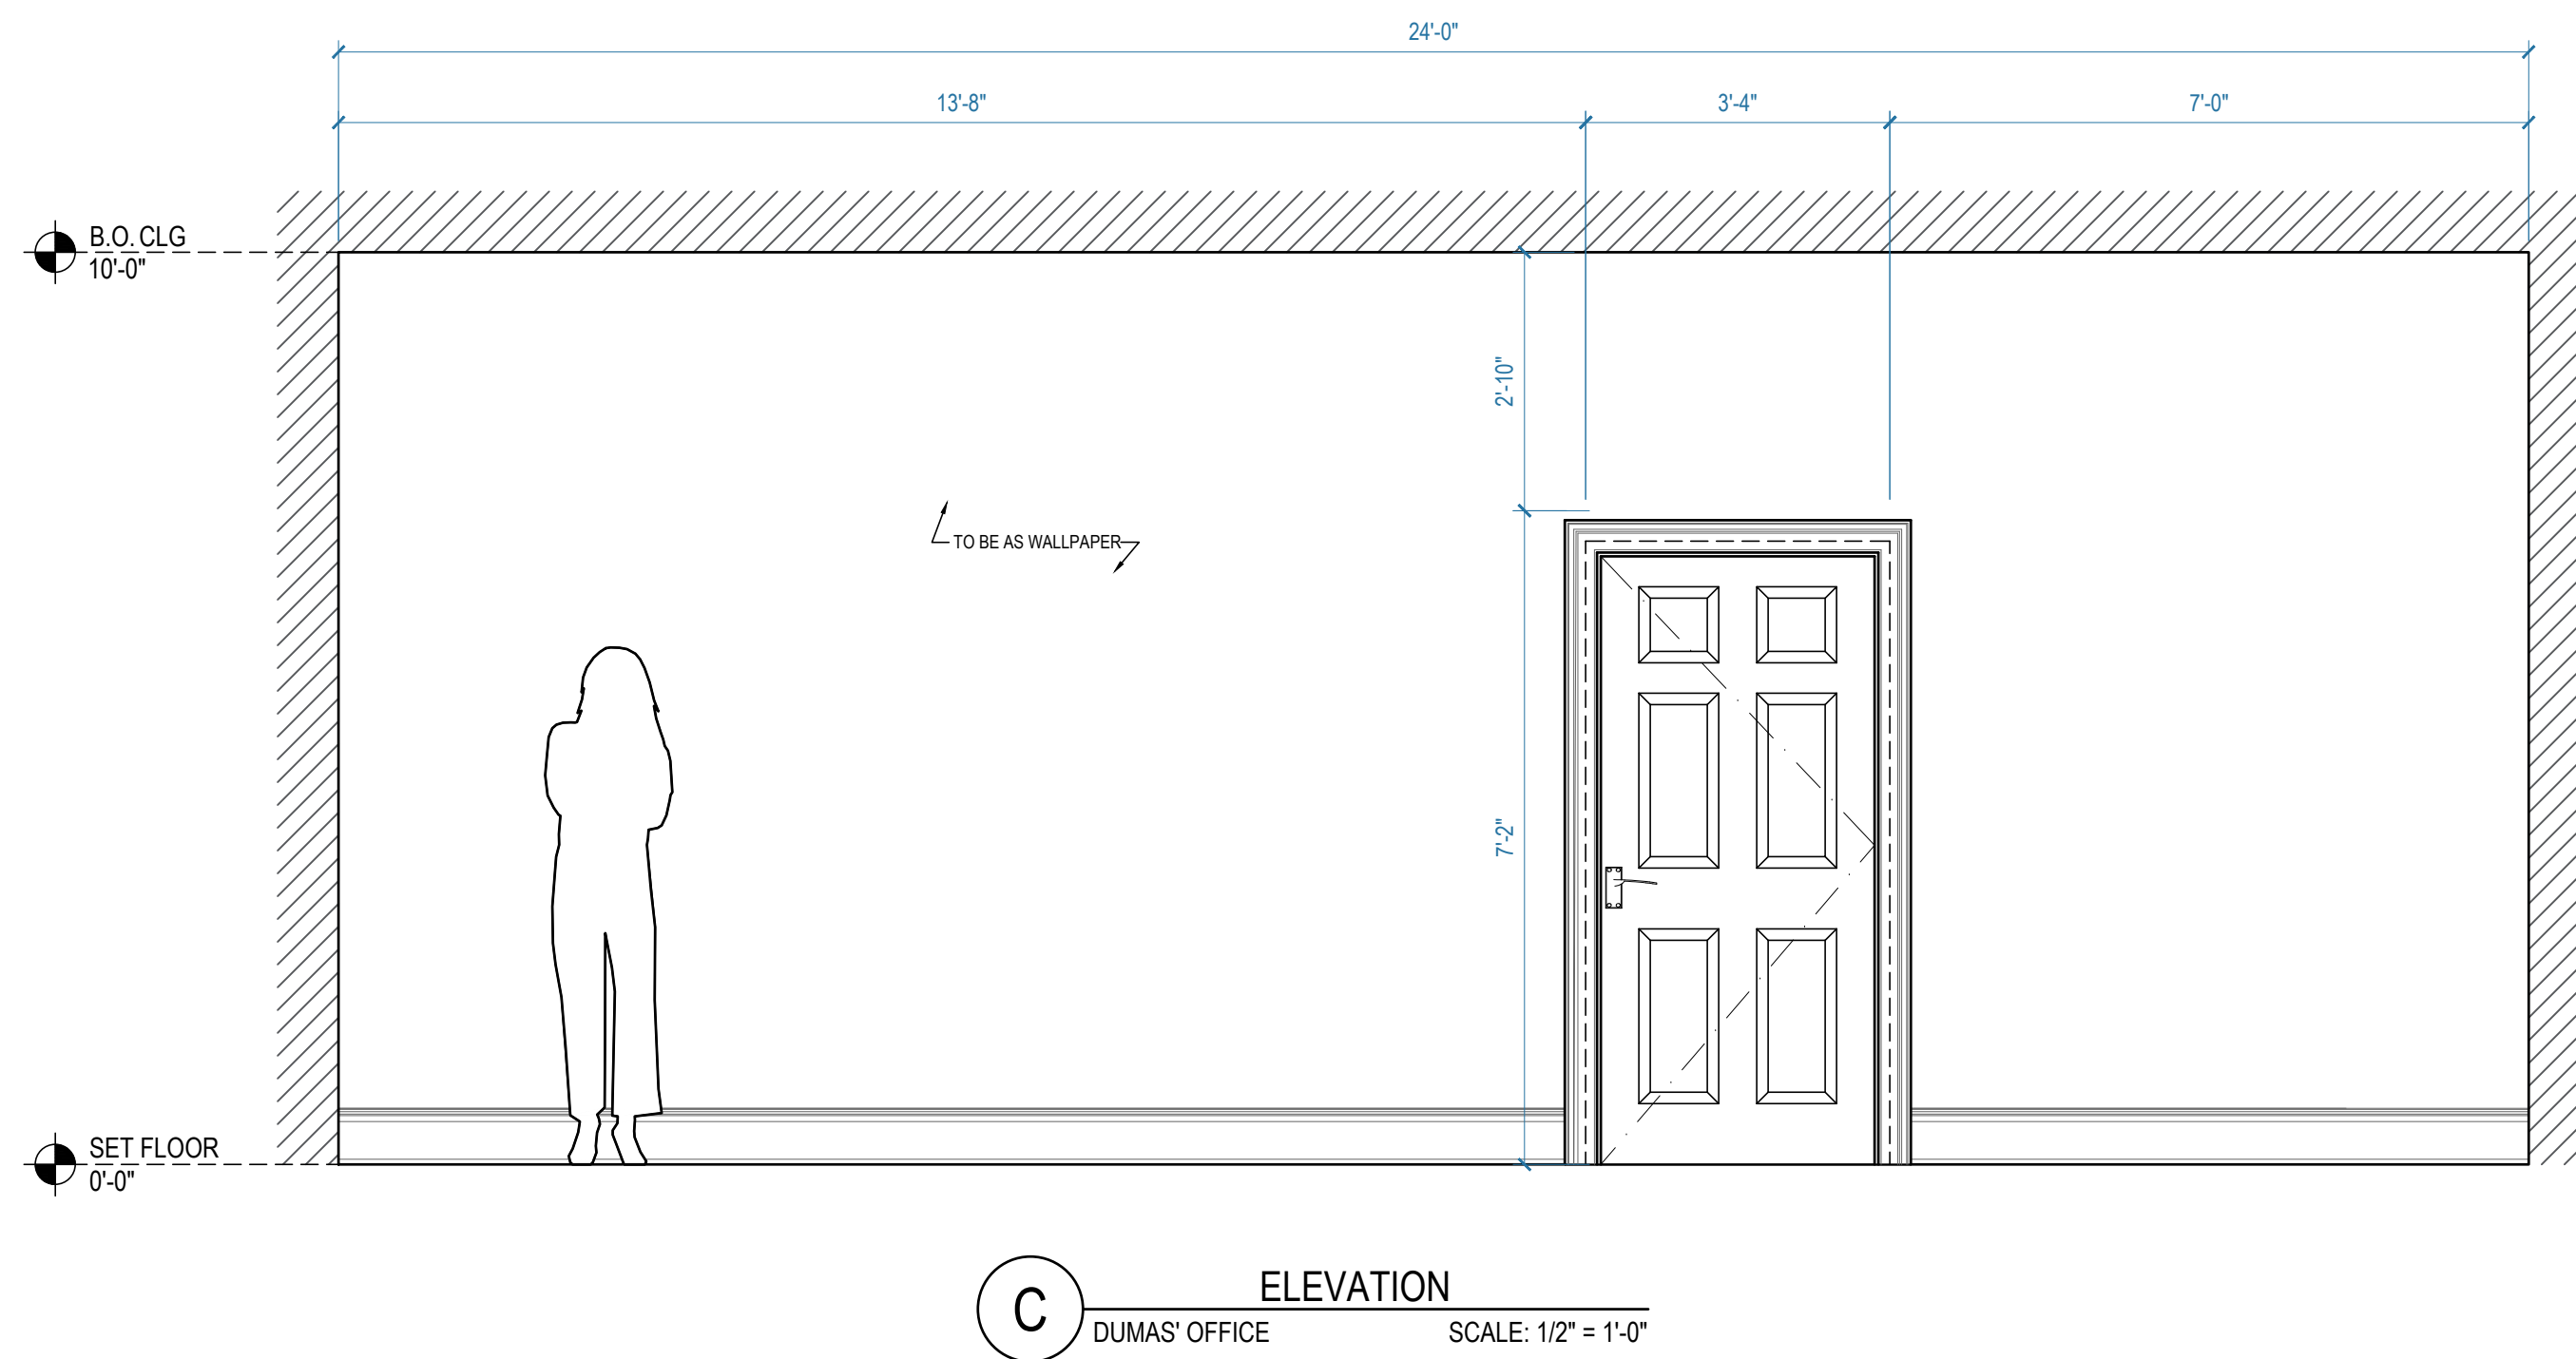 24'-0"
13'-8"
3'-4"
7'-0"
B.O. CLG
10'-0"
2'-10"
TO BE AS WALLPAPER
7'-2"
SET FLOOR
0'-0"
C
ELEVATION
DUMAS' OFFICE
SCALE: 1/2" = 1'-0"